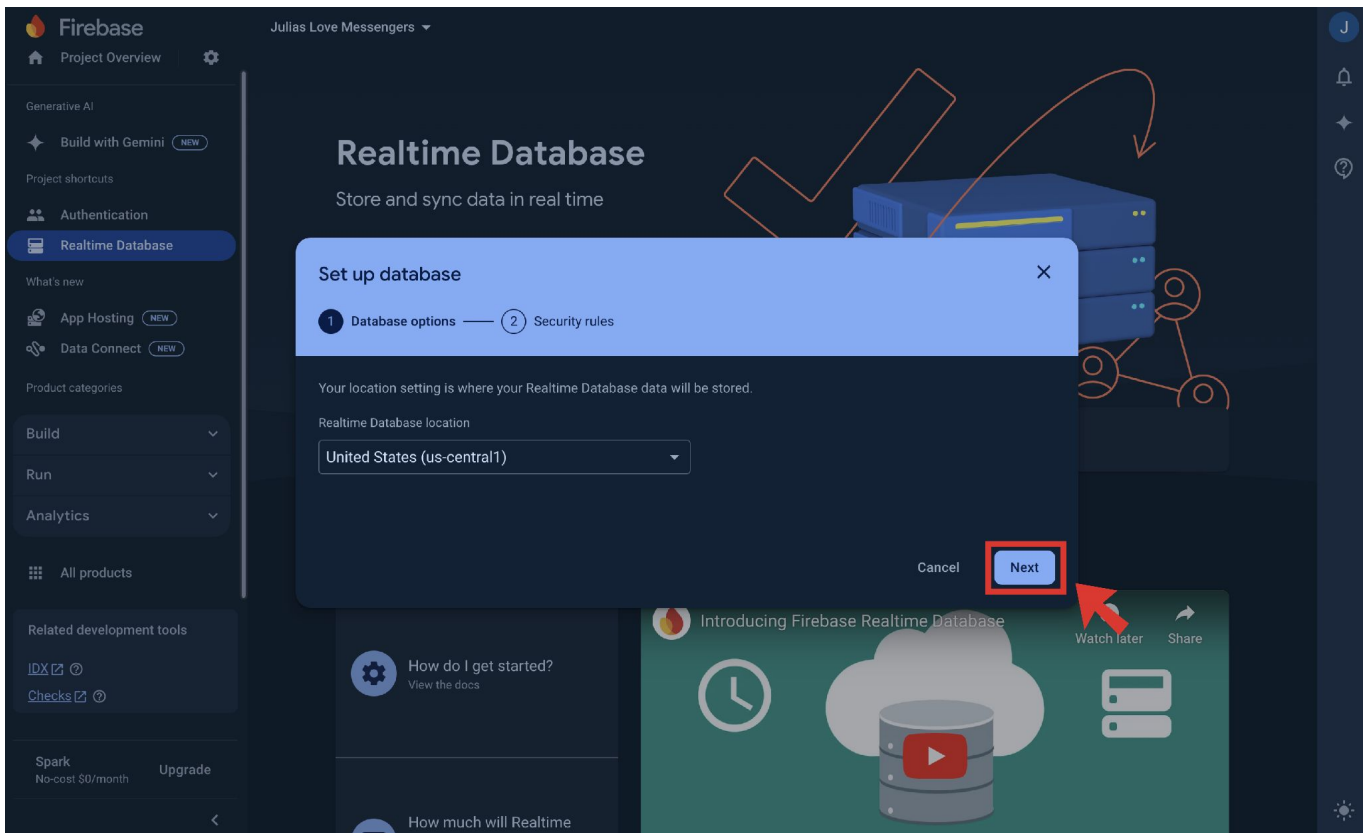 Firebase
Project Overview
Generative AI
Build with Gemini NEW
Project shortcuts
Authentication
Realtime Database
What's new
App Hosting NEW
Data Connect NEW
Product categories
Build
Run
Analytics
All products
Related development tools
IDX
Checks
Spark
No-cost $0/month
Upgrade
Julias Love Messengers
J
Realtime Database
Store and sync data in real time
Set up database
1 Database options
2 Security rules
Your location setting is where your Realtime Database data will be stored.
Realtime Database location
United States (us-central1)
Cancel
Next
How do I get started?
View the docs
How much will Realtime
Introducing Firebase Realtime Database
Watch later
Share